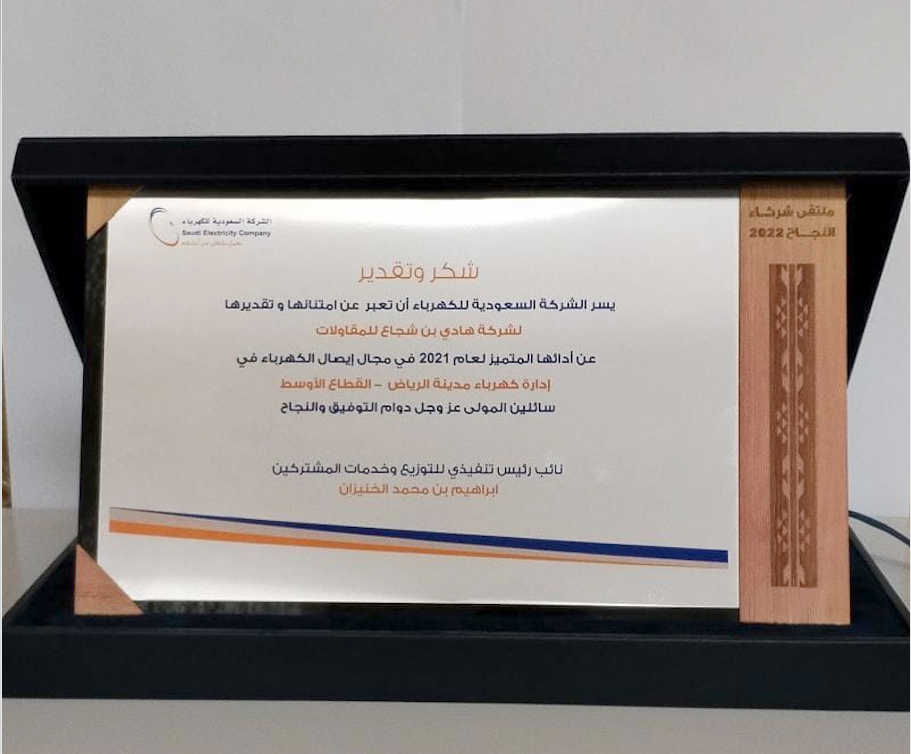 ملتقى شركاء
النجاح 2022
الشركة السعودية للكهرباء
Saudi Electricity Company
شكر وتقدير
يسر الشركة السعودية للكهرباء أن تعبر عن امتنانها و تقديرها
لشركة هادي بن شجاع للمقاولات
عن أدائها المتميز لعام 2021 في مجال إيصال الكهرباء في
إدارة كهرباء مدينة الرياض - القطاع الأوسط
سائلين المولى عز وجل دوام التوفيق والنجاح
نائب رئيس تنفيذي للتوزيع وخدمات المشتركين
ابراهيم بن محمد الخنيزان